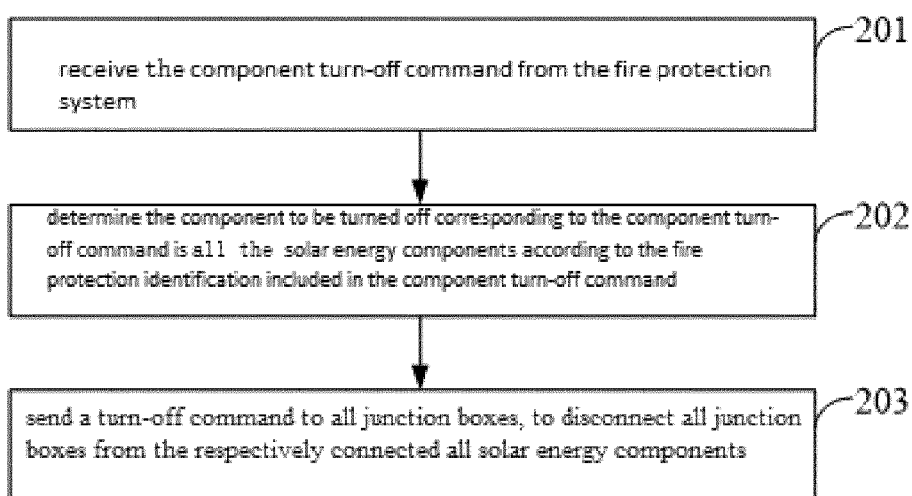 201
receive the component turn-off command from the fire protection
system
202
determine the component to be turned off corresponding to the component turn-
off command is all the solar energy components according to the fire
protection identification included in the component turn-off command
203
send a turn-off command to all junction boxes, to disconnect all junction
boxes from the respectively connected all solar energy components